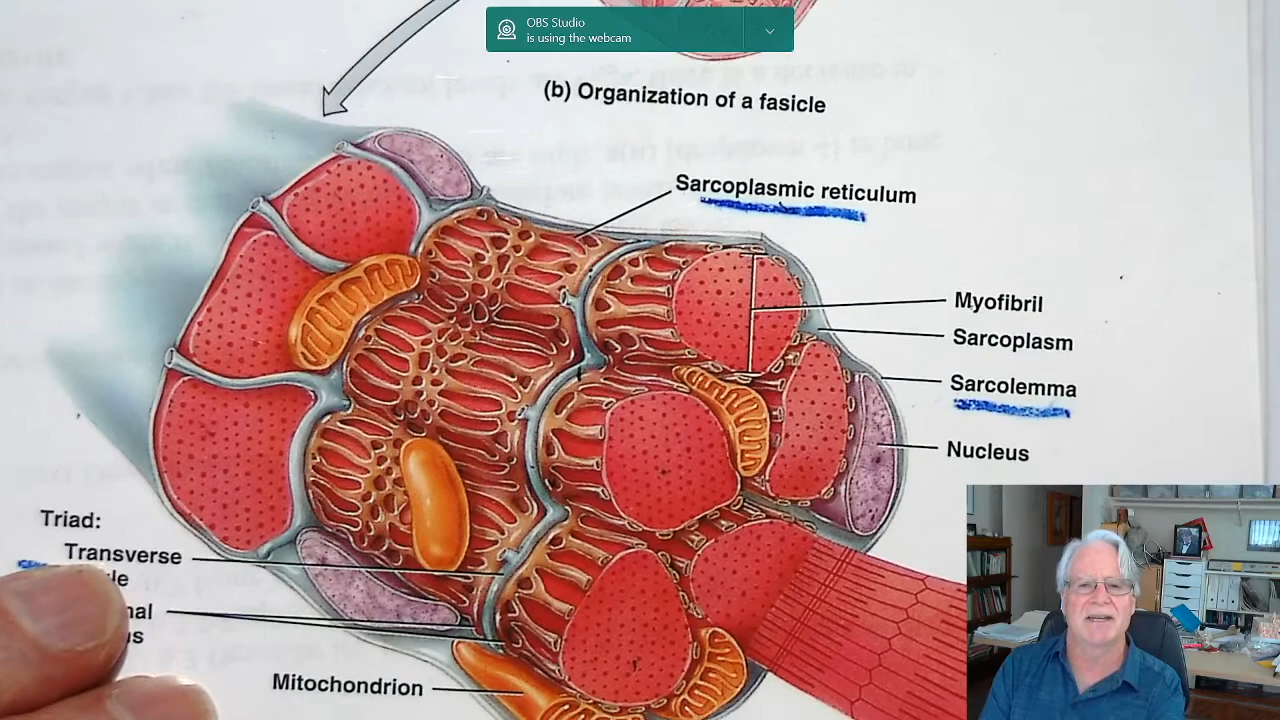 OBS Studio
is using the webcam
(b) Organization of a fasicle
Sarcoplasmic reticulum
Myofibril
Sarcoplasm
Sarcolemma
Nucleus
Triad:
Transverse
Mitochondrion